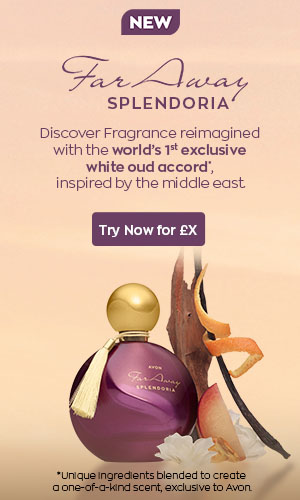 NEW
Far Away
SPLENDORIA
Discover Fragrance reimagined
with the world's 1st exclusive
white oud accord*,
inspired by the middle east.
Try Now for £X
AVON
Far Away
SPLENDORIA
*Unique ingredients blended to create
a one-of-a-kind scent, exclusive to Avon.